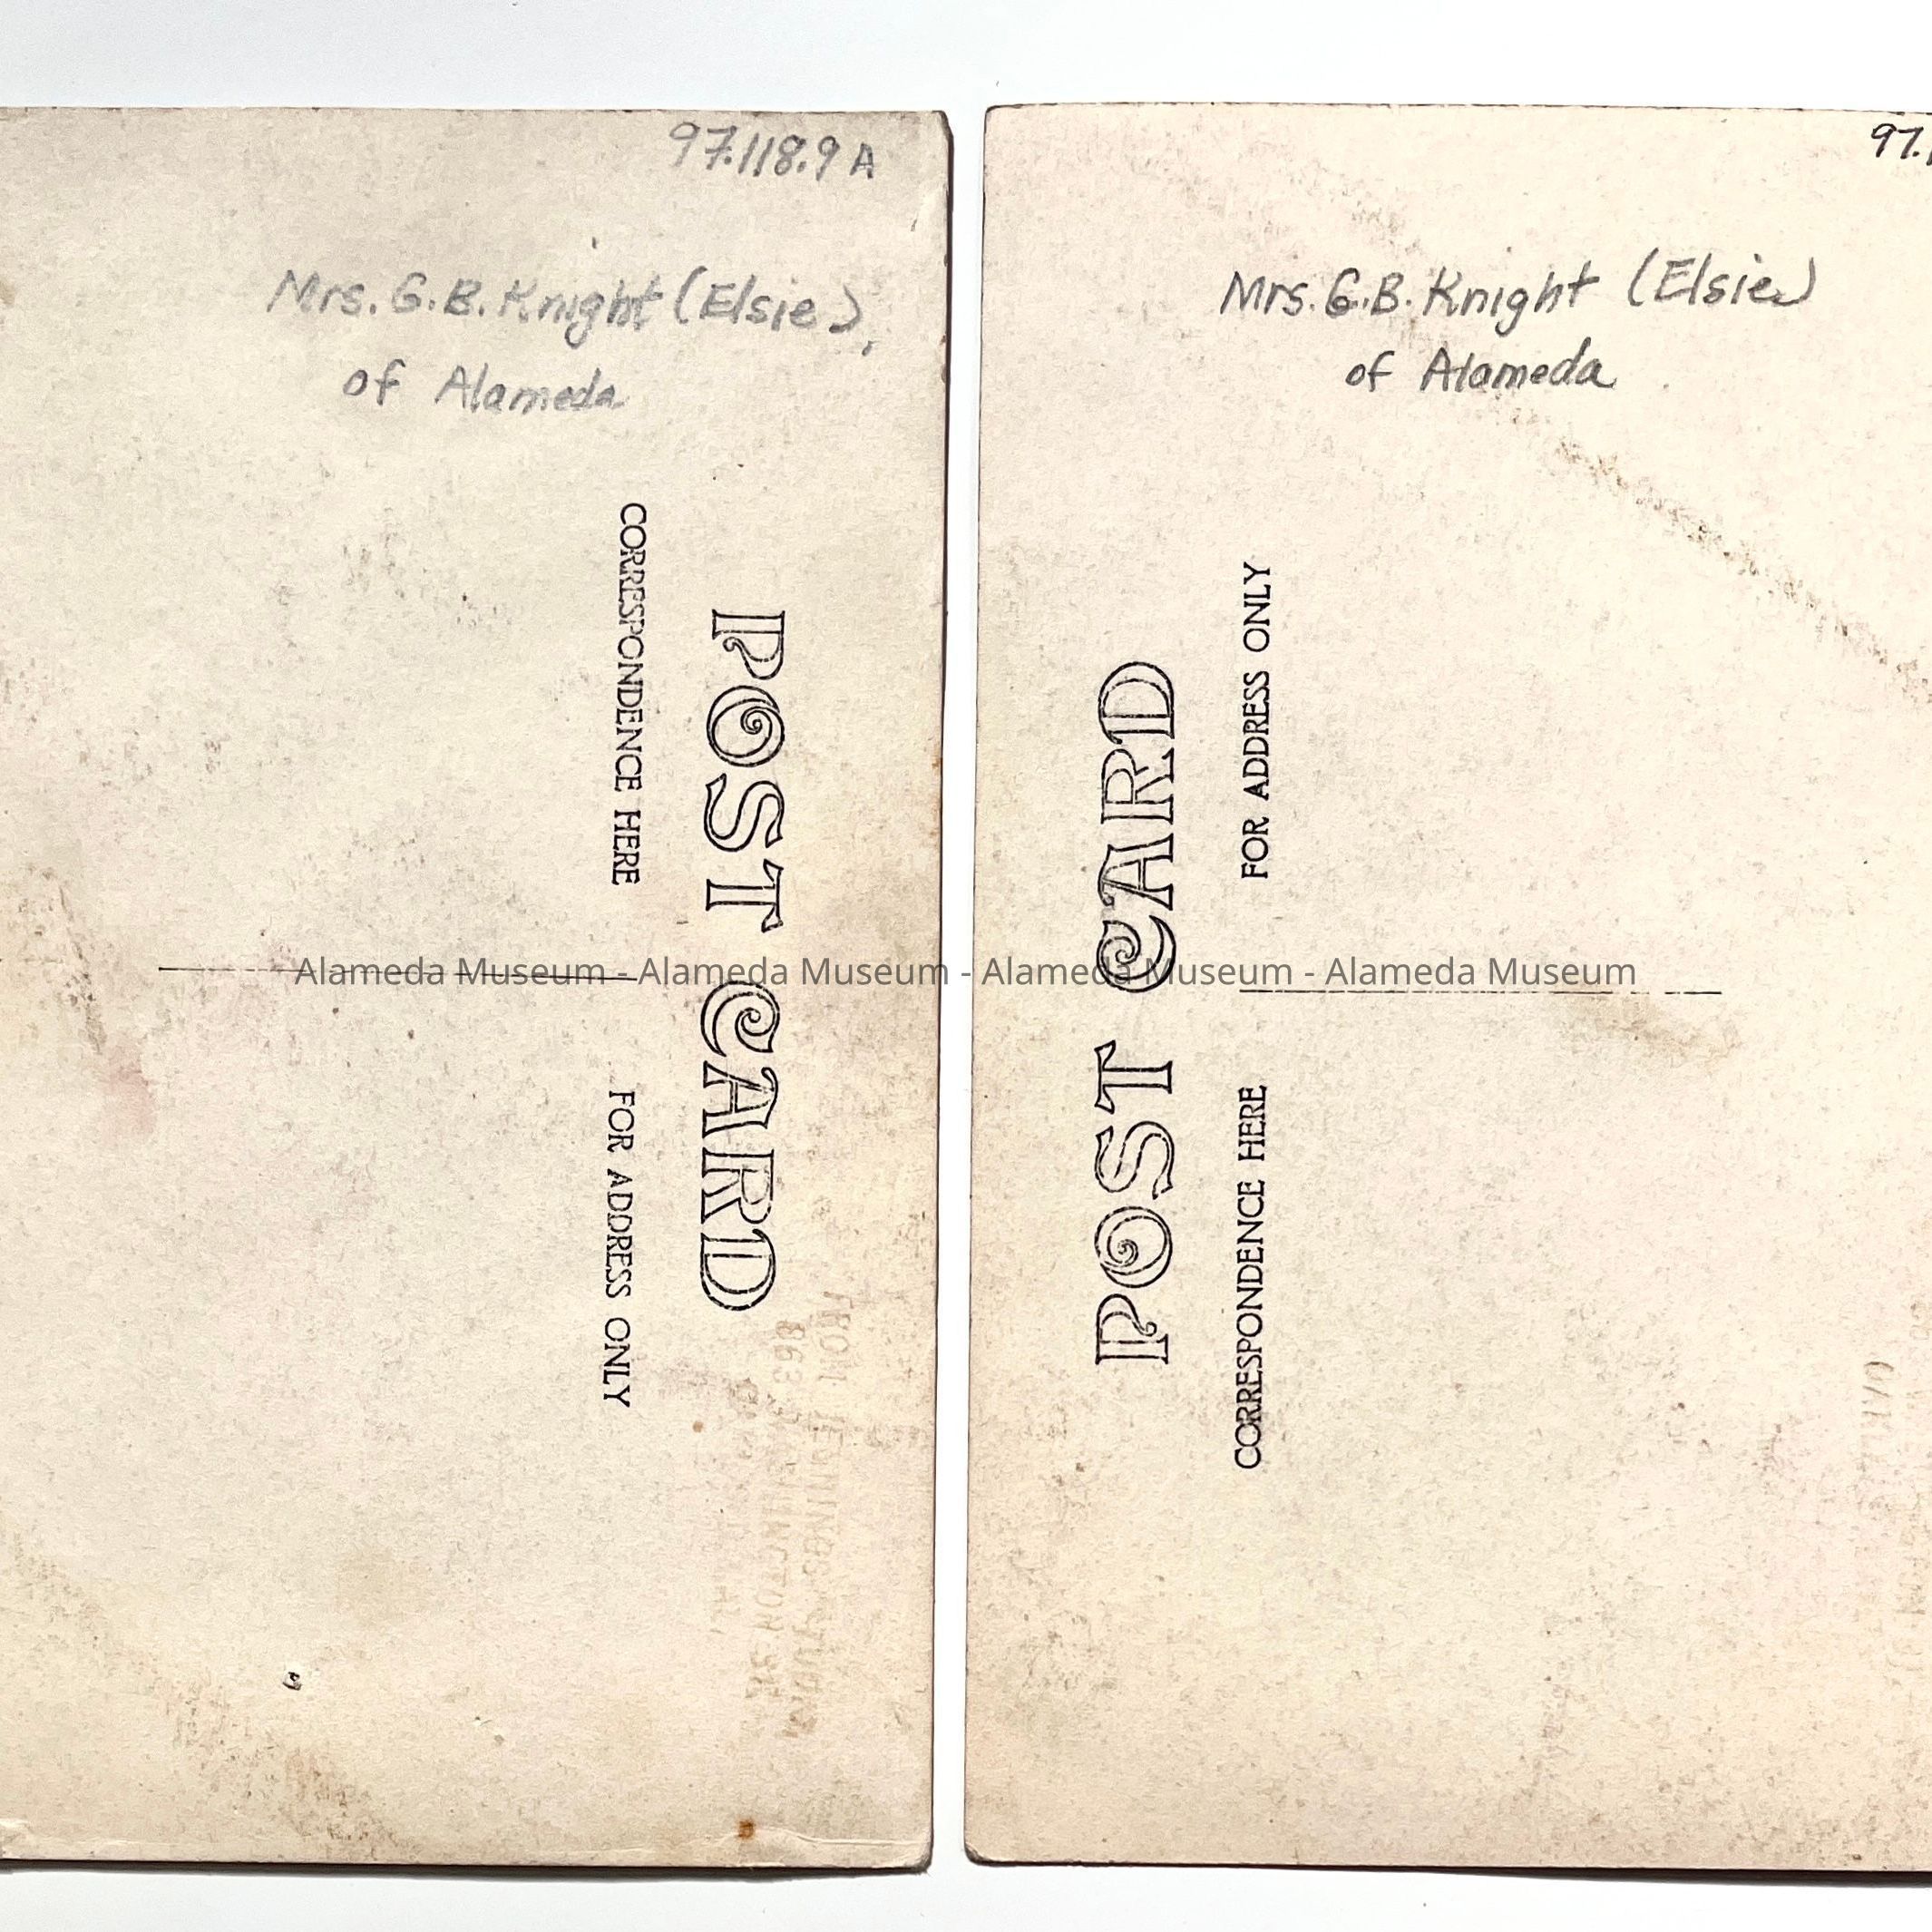 97.118.9 A
Mrs. G.B. Knight (Elsie)
of Alameda
CORRESPONDENCE HERE
POST CARD
FOR ADDRESS ONLY
97.
Mrs. G.B. Knight (Elsie)
of Alameda
POST CARD
FOR ADDRESS ONLY
CORRESPONDENCE HERE
Alameda Museum - Alameda Museum - Alameda Museum - Alameda Museum